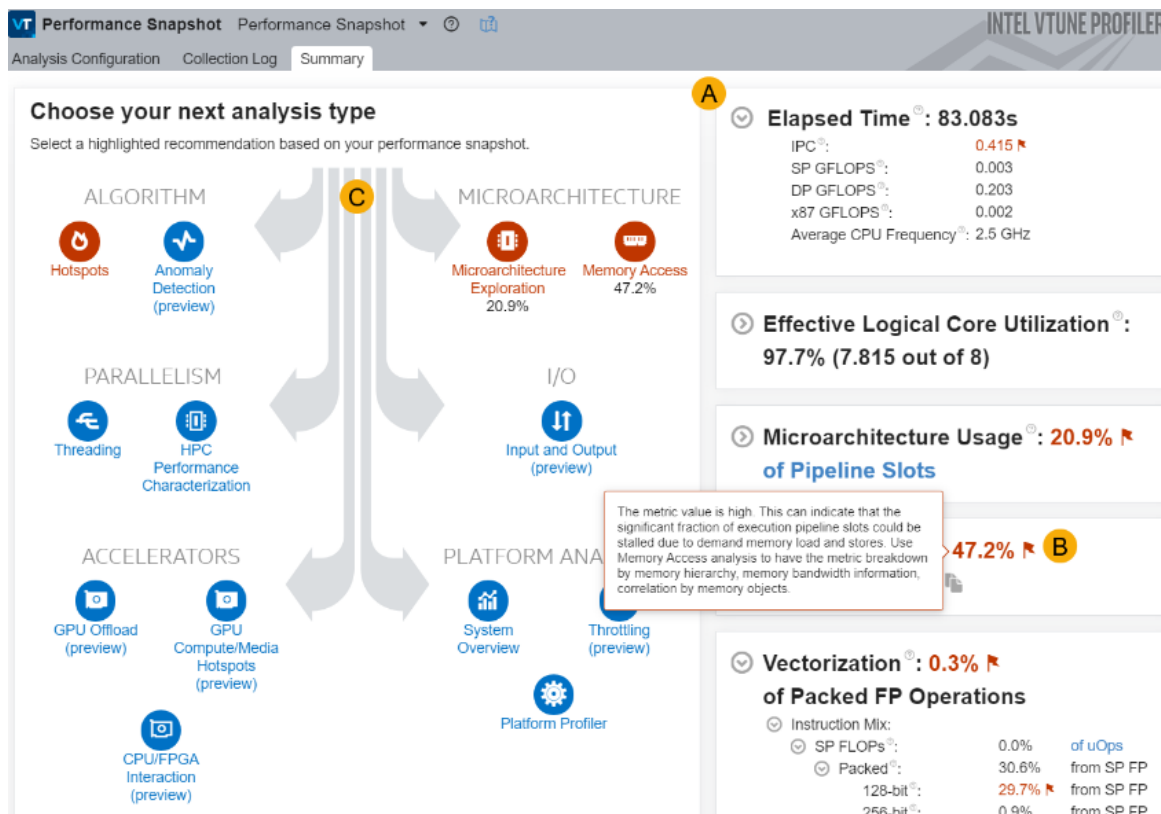 VT Performance Snapshot Performance Snapshot
INTEL VTUNE PROFILER
Analysis Configuration Collection Log Summary
Choose your next analysis type
Select a highlighted recommendation based on your performance snapshot.
C
ALGORITHM
Hotspots
Anomaly
Detection
(preview)
MICROARCHITECTURE
Microarchitecture
Exploration
20.9%
Memory Access
47.2%
PARALLELISM
Threading
HPC
Performance
Characterization
I/O
Input and Output
(preview)
ACCELERATORS
GPU Offload
(preview)
GPU
Compute/Media
Hotspots
(preview)
CPU/FPGA
Interaction
(preview)
PLATFORM ANA
System
Overview
Throttling
(preview)
Platform Profiler
A
Elapsed Time: 83.083s
IPC: 0.415
SP GFLOPS: 0.003
DP GFLOPS: 0.203
x87 GFLOPS: 0.002
Average CPU Frequency: 2.5 GHz
Effective Logical Core Utilization:
97.7% (7.815 out of 8)
Microarchitecture Usage: 20.9%
of Pipeline Slots
The metric value is high. This can indicate that the
significant fraction of execution pipeline slots could be
stalled due to demand memory load and stores. Use
Memory Access analysis to have the metric breakdown
by memory hierarchy, memory bandwidth information,
correlation by memory objects.
47.2% B
Vectorization: 0.3%
of Packed FP Operations
Instruction Mix:
SP FLOPs: 0.0% of uOps
Packed: 30.6% from SP FP
128-bit: 29.7% from SP FP
256-bit: 0.9% from SP FP